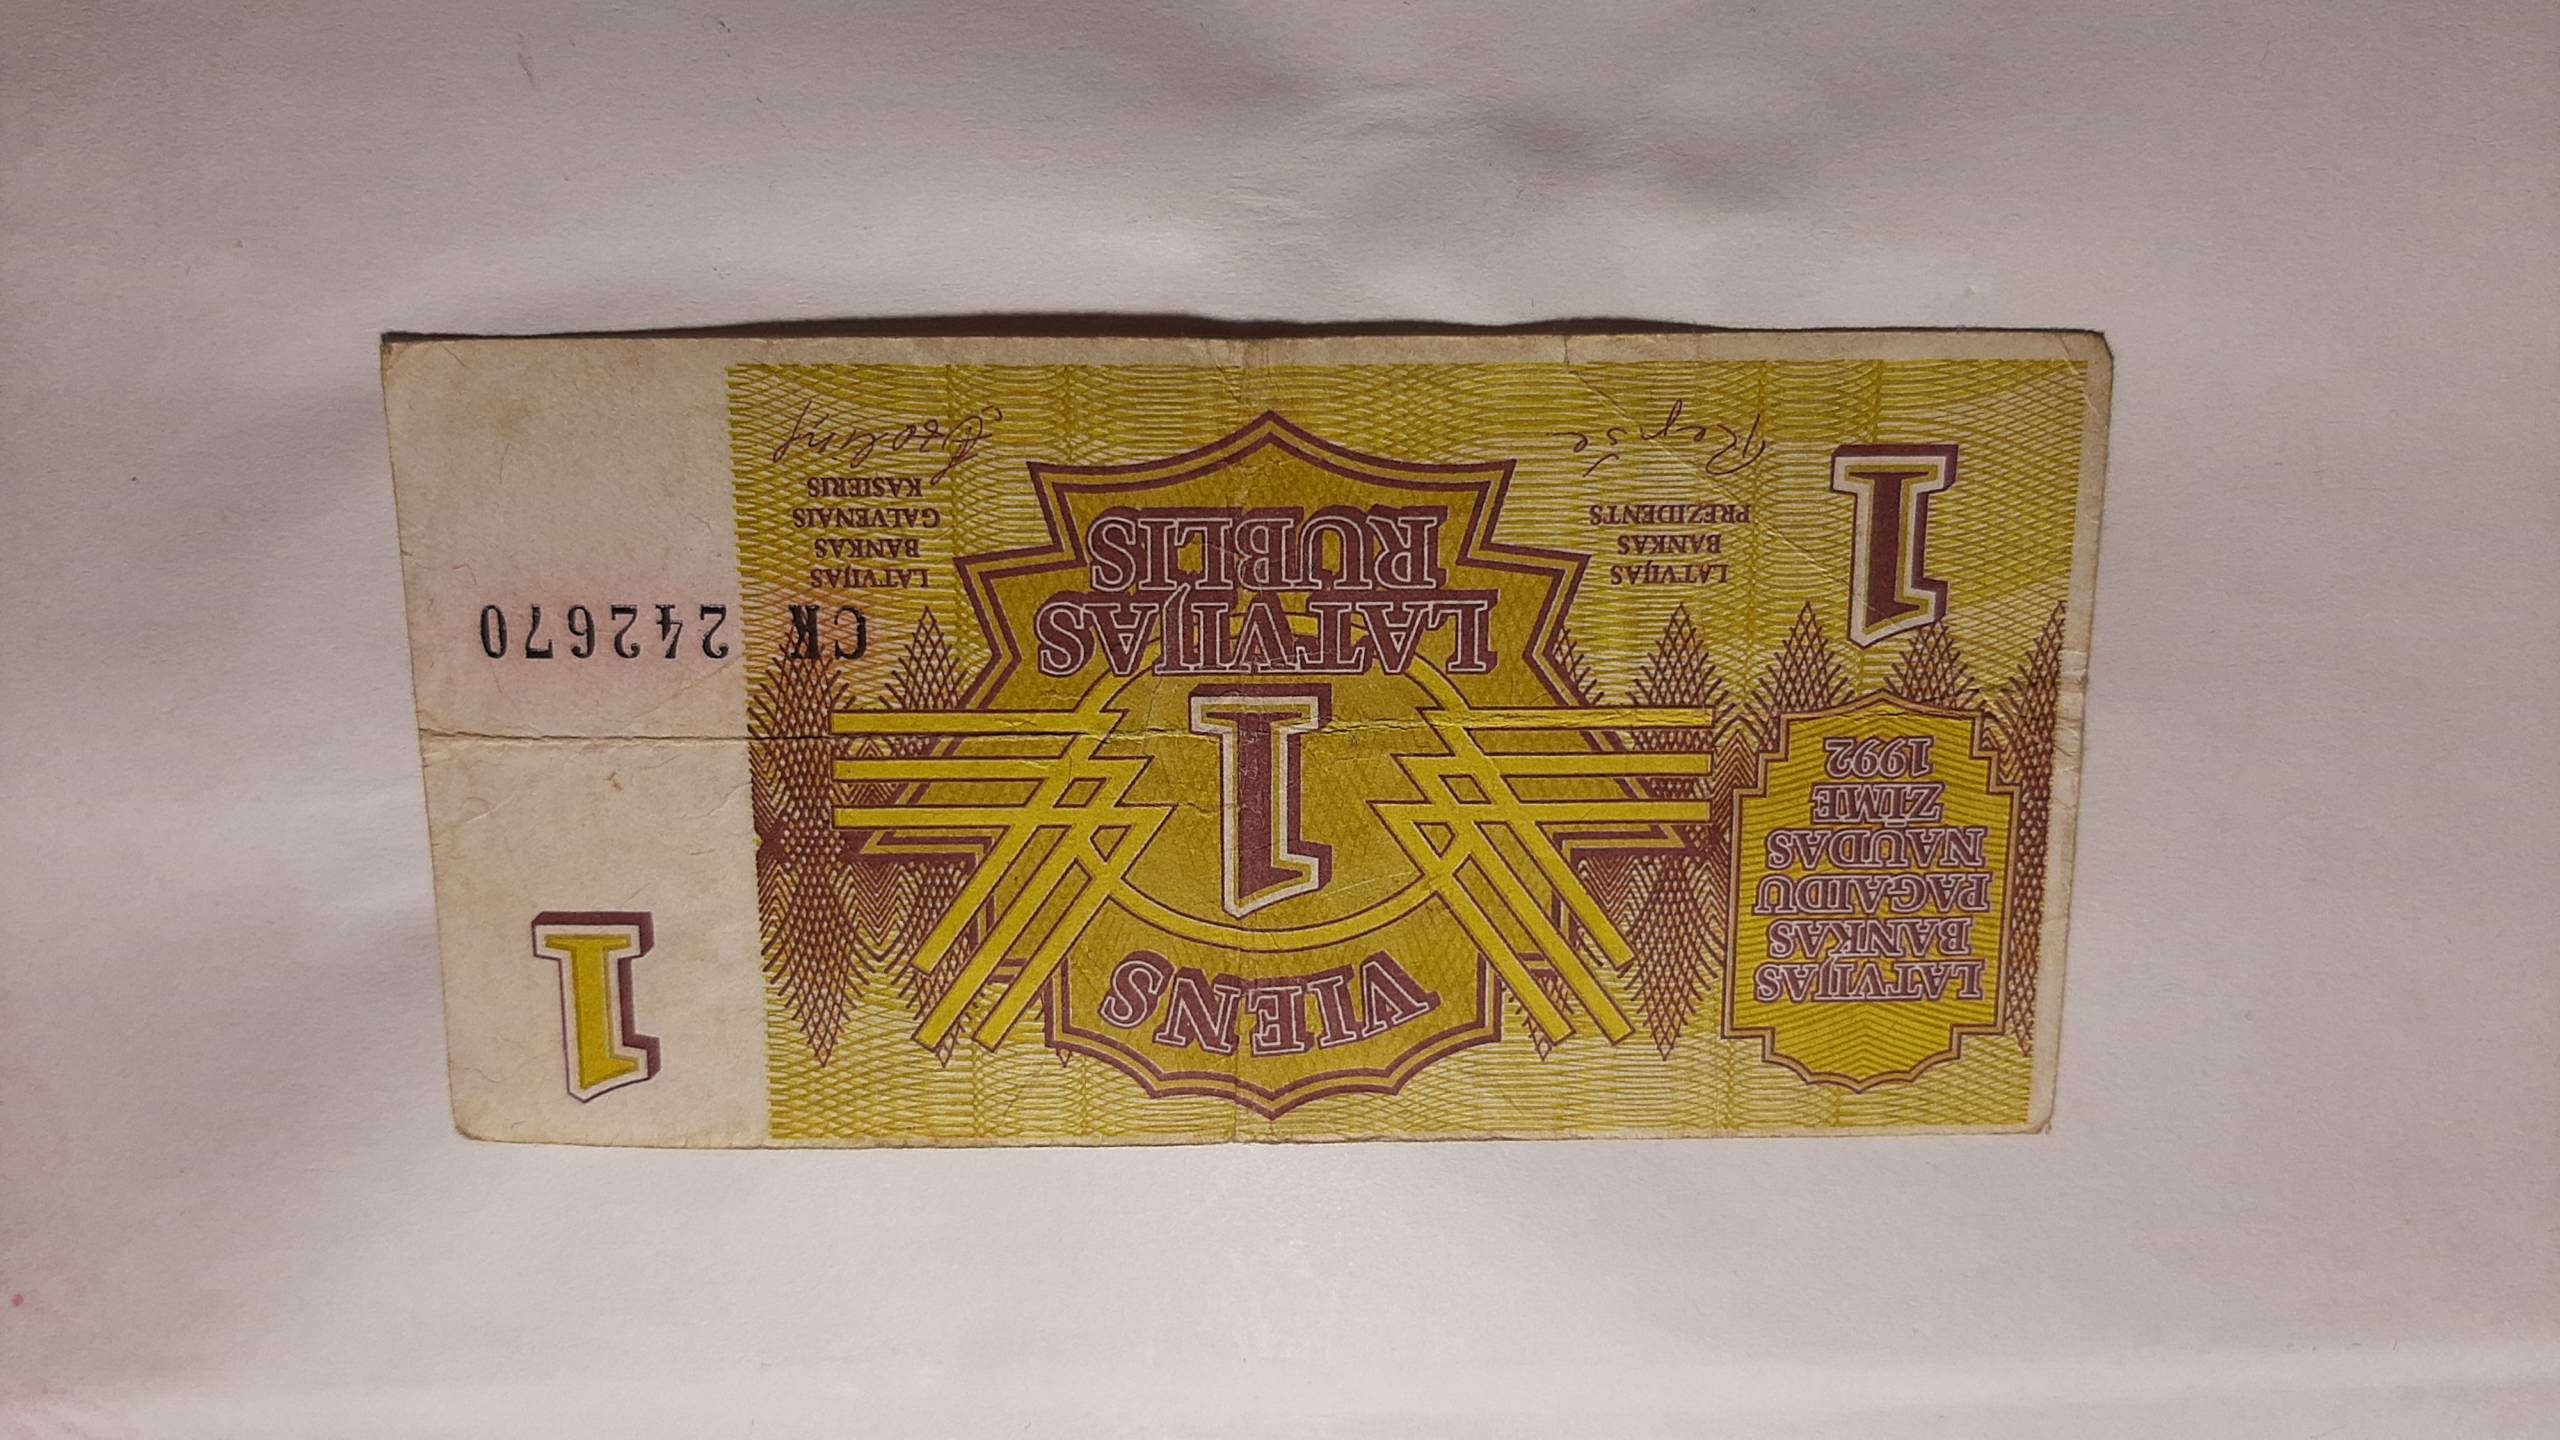 LATVIJAS
BANKAS
PAGAIDU
NAUDAS
ZĪME
1992
VIENS
1
1
LATVIJAS
RUBLIS
1
LATVIJAS
BANKAS
PREZIDENTS
Repše
CK 242670
LATVIJAS
BANKAS
GALVENAIS
KASIERIS